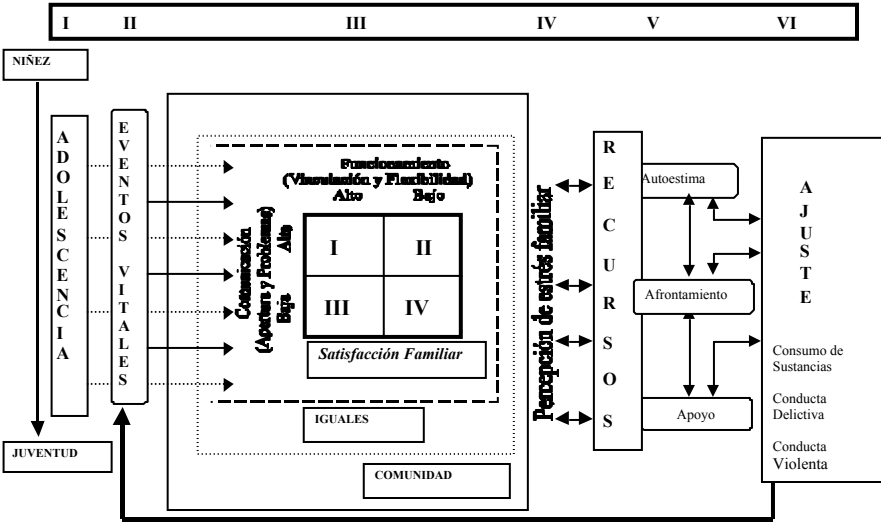 I II III IV V VI
NIÑEZ
ADOLESCENCIA
JUVENTUD
EVENTOS VITALES
Funcionamiento
(Vinculación y Flexibilidad)
Alto Bajo
Comunicación
(Apertura y Problemas)
Baja Alta
I II
III IV
Satisfacción Familiar
IGUALES
COMUNIDAD
Percepción de estrés familiar
RECURSOS
Autoestima
Afrontamiento
Apoyo
AJUSTE
Consumo de
Sustancias
Conducta
Delictiva
Conducta
Violenta